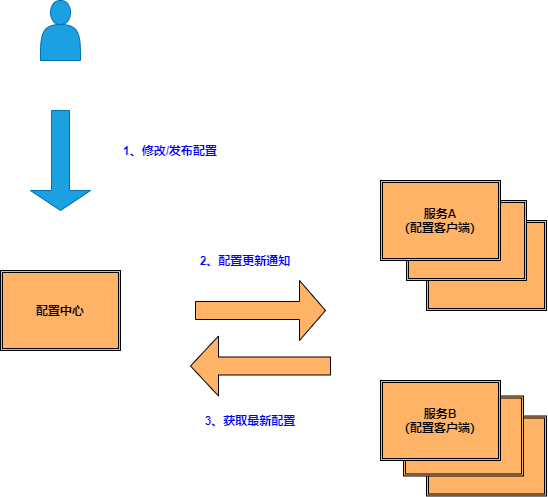 1、修改/发布配置
服务A
(配置客户端)
2、配置更新通知
配置中心
3、获取最新配置
服务B
(配置客户端)